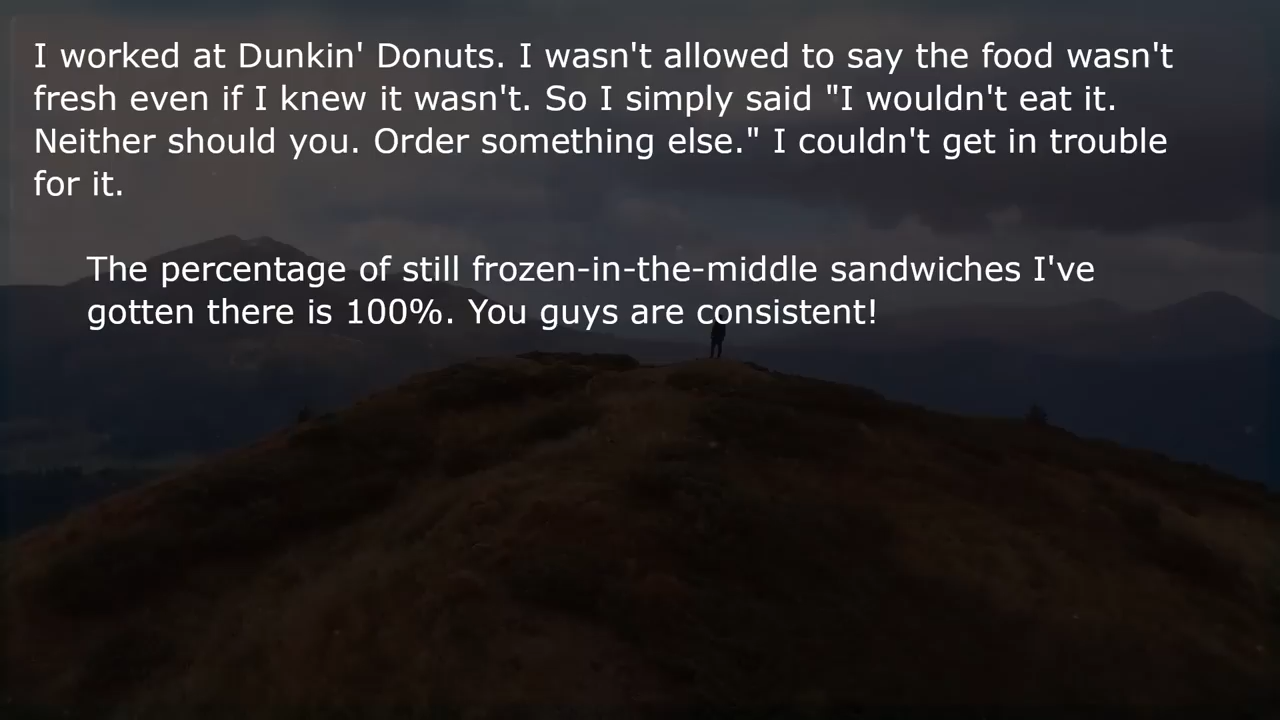 I worked at Dunkin' Donuts. I wasn't allowed to say the food wasn't
fresh even if I knew it wasn't. So I simply said "I wouldn't eat it.
Neither should you. Order something else." I couldn't get in trouble
for it.
The percentage of still frozen-in-the-middle sandwiches I've
gotten there is 100%. You guys are consistent!